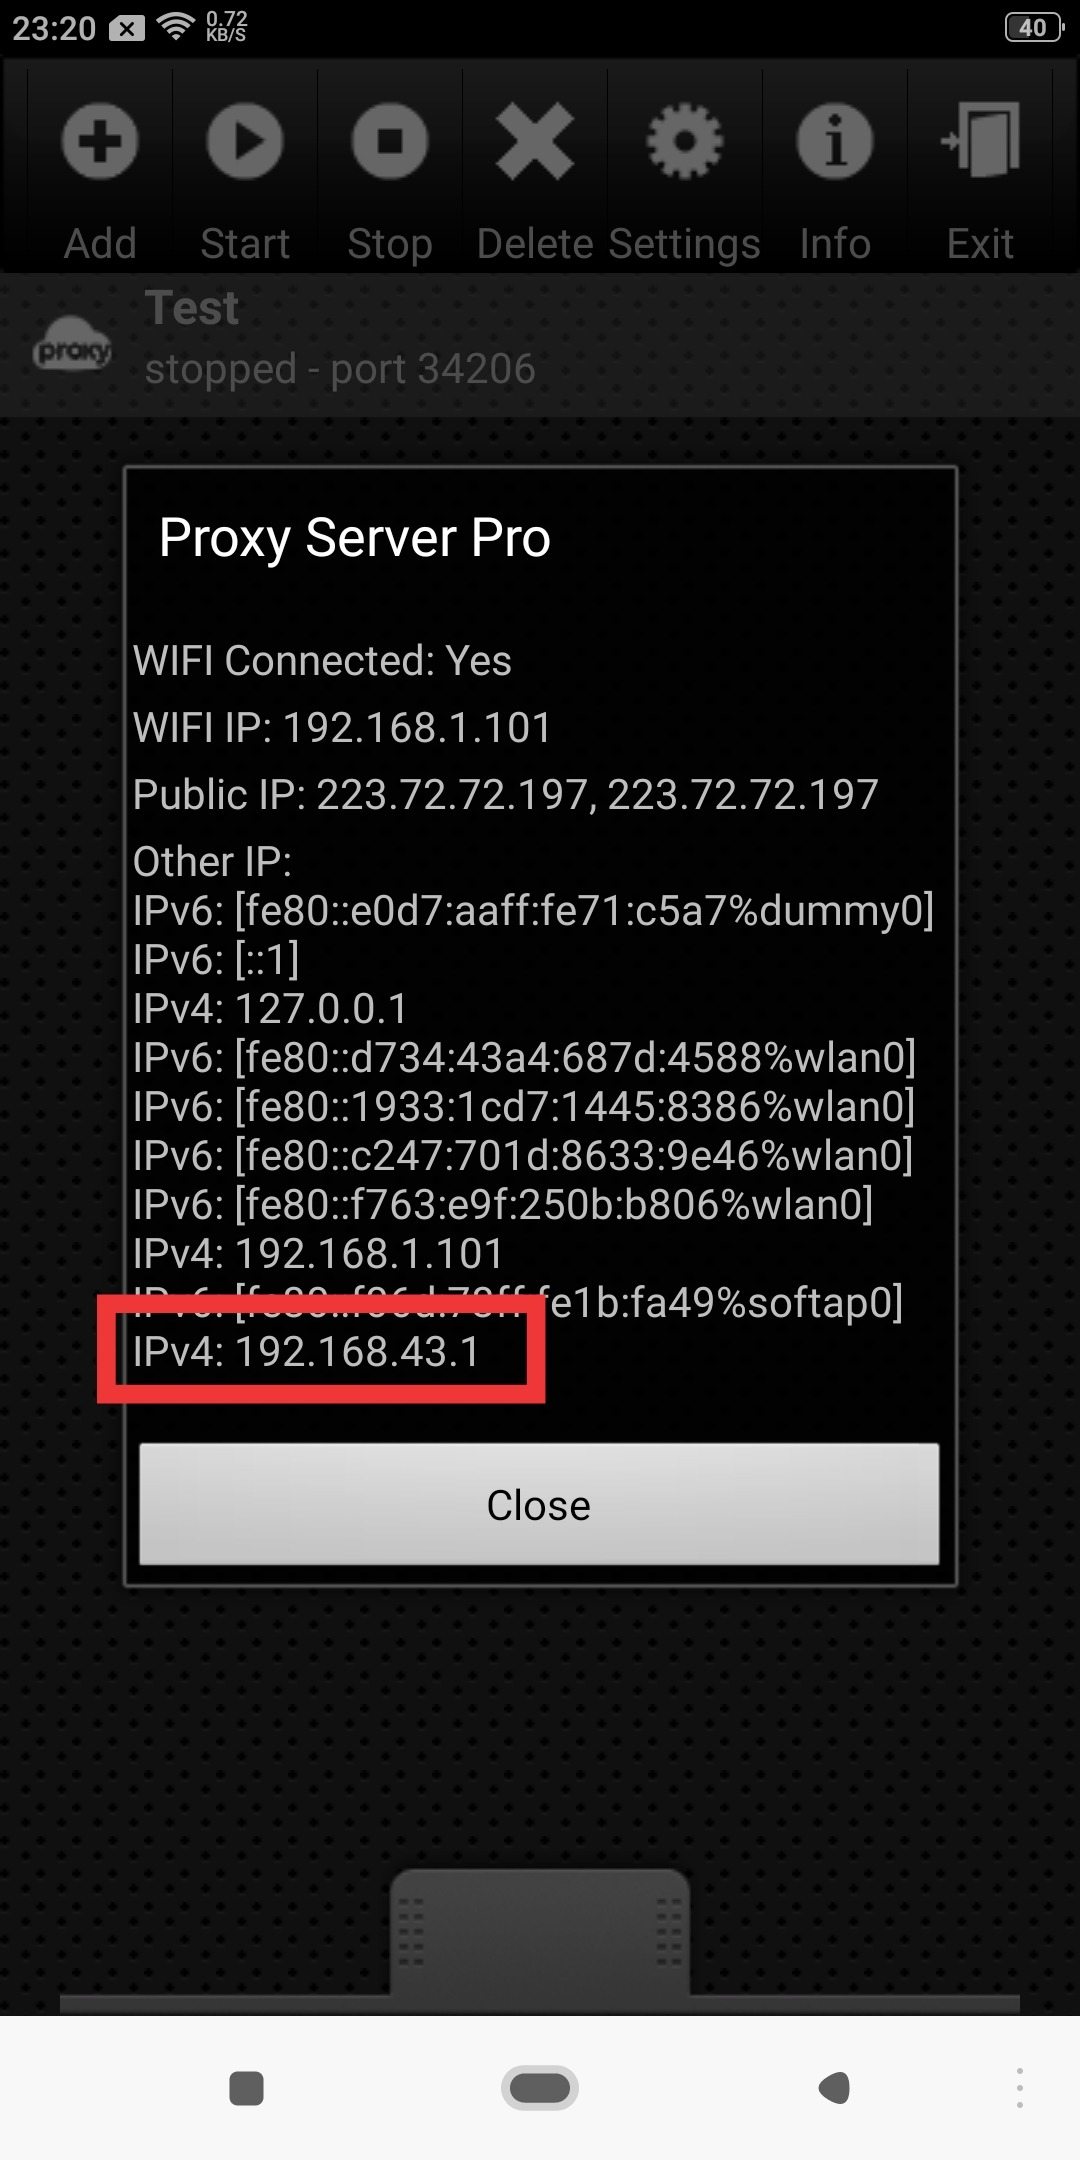 23:20 0.72 KB/S 40
Add Start Stop Delete Settings Info Exit
Test
proxy
stopped - port 34206
Proxy Server Pro
WIFI Connected: Yes
WIFI IP: 192.168.1.101
Public IP: 223.72.72.197, 223.72.72.197
Other IP:
IPv6: [fe80::e0d7:aaff:fe71:c5a7%dummy0]
IPv6: [::1]
IPv4: 127.0.0.1
IPv6: [fe80::d734:43a4:687d:4588%wlan0]
IPv6: [fe80::1933:1cd7:1445:8386%wlan0]
IPv6: [fe80::c247:701d:8633:9e46%wlan0]
IPv6: [fe80::f763:e9f:250b:b806%wlan0]
IPv4: 192.168.1.101
IPv6: fe1b:fa49%softap0]
IPv4: 192.168.43.1
Close